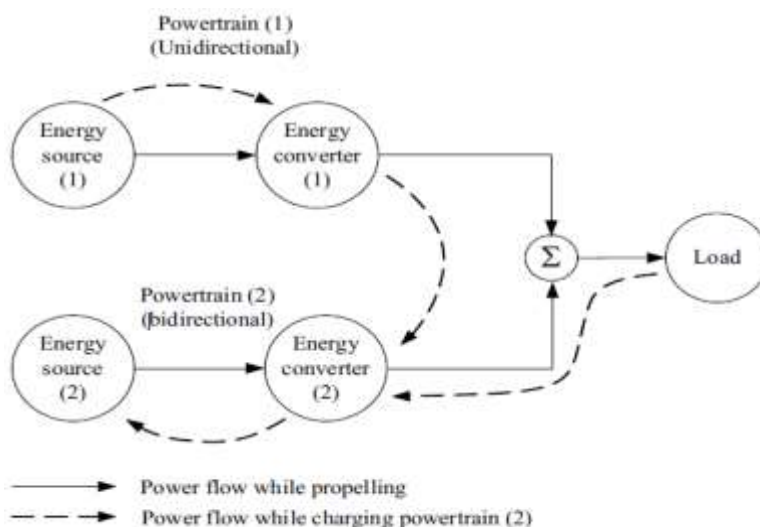 Powertrain (1)
(Unidirectional)
Energy
source
(1)
Energy
converter
(1)
Σ
Load
Powertrain (2)
(bidirectional)
Energy
source
(2)
Energy
converter
(2)
Power flow while propelling
Power flow while charging powertrain (2)